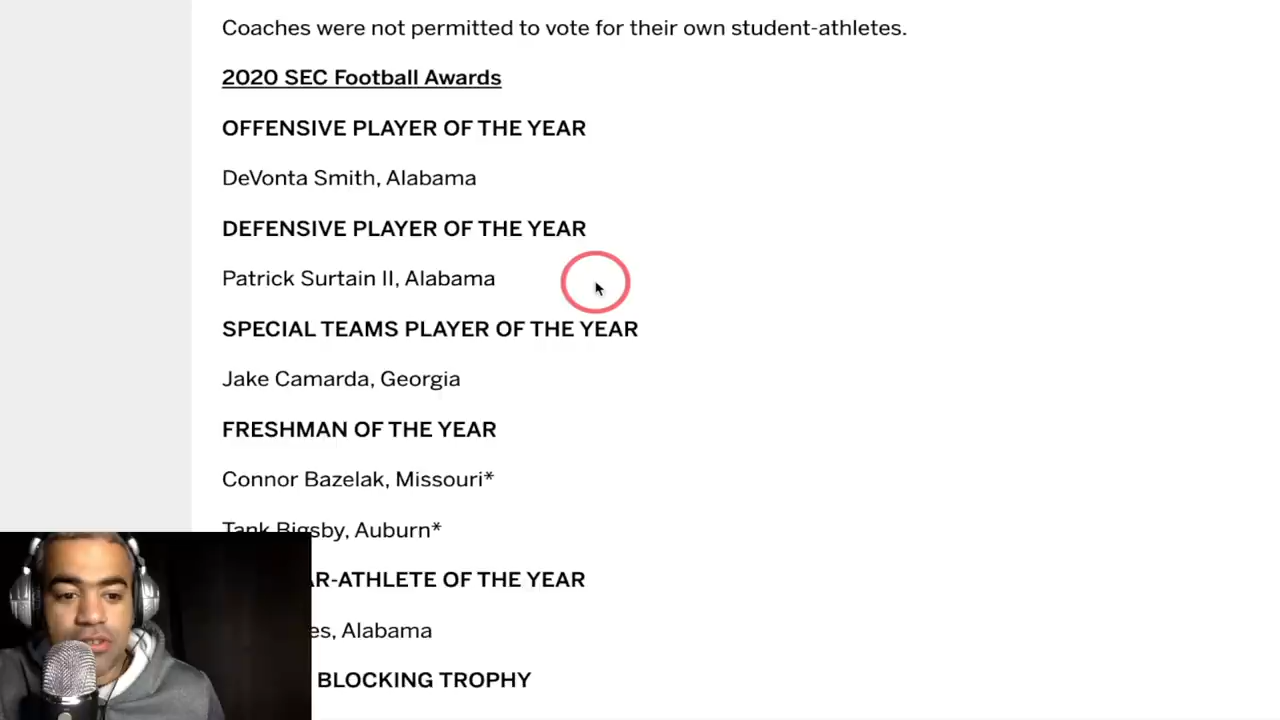 Coaches were not permitted to vote for their own student-athletes.
2020 SEC Football Awards
OFFENSIVE PLAYER OF THE YEAR
DeVonta Smith, Alabama
DEFENSIVE PLAYER OF THE YEAR
Patrick Surtain II, Alabama
SPECIAL TEAMS PLAYER OF THE YEAR
Jake Camarda, Georgia
FRESHMAN OF THE YEAR
Connor Bazelak, Missouri*
Tank Bigsby, Auburn*
ATHLETE OF THE YEAR
Alabama
BLOCKING TROPHY